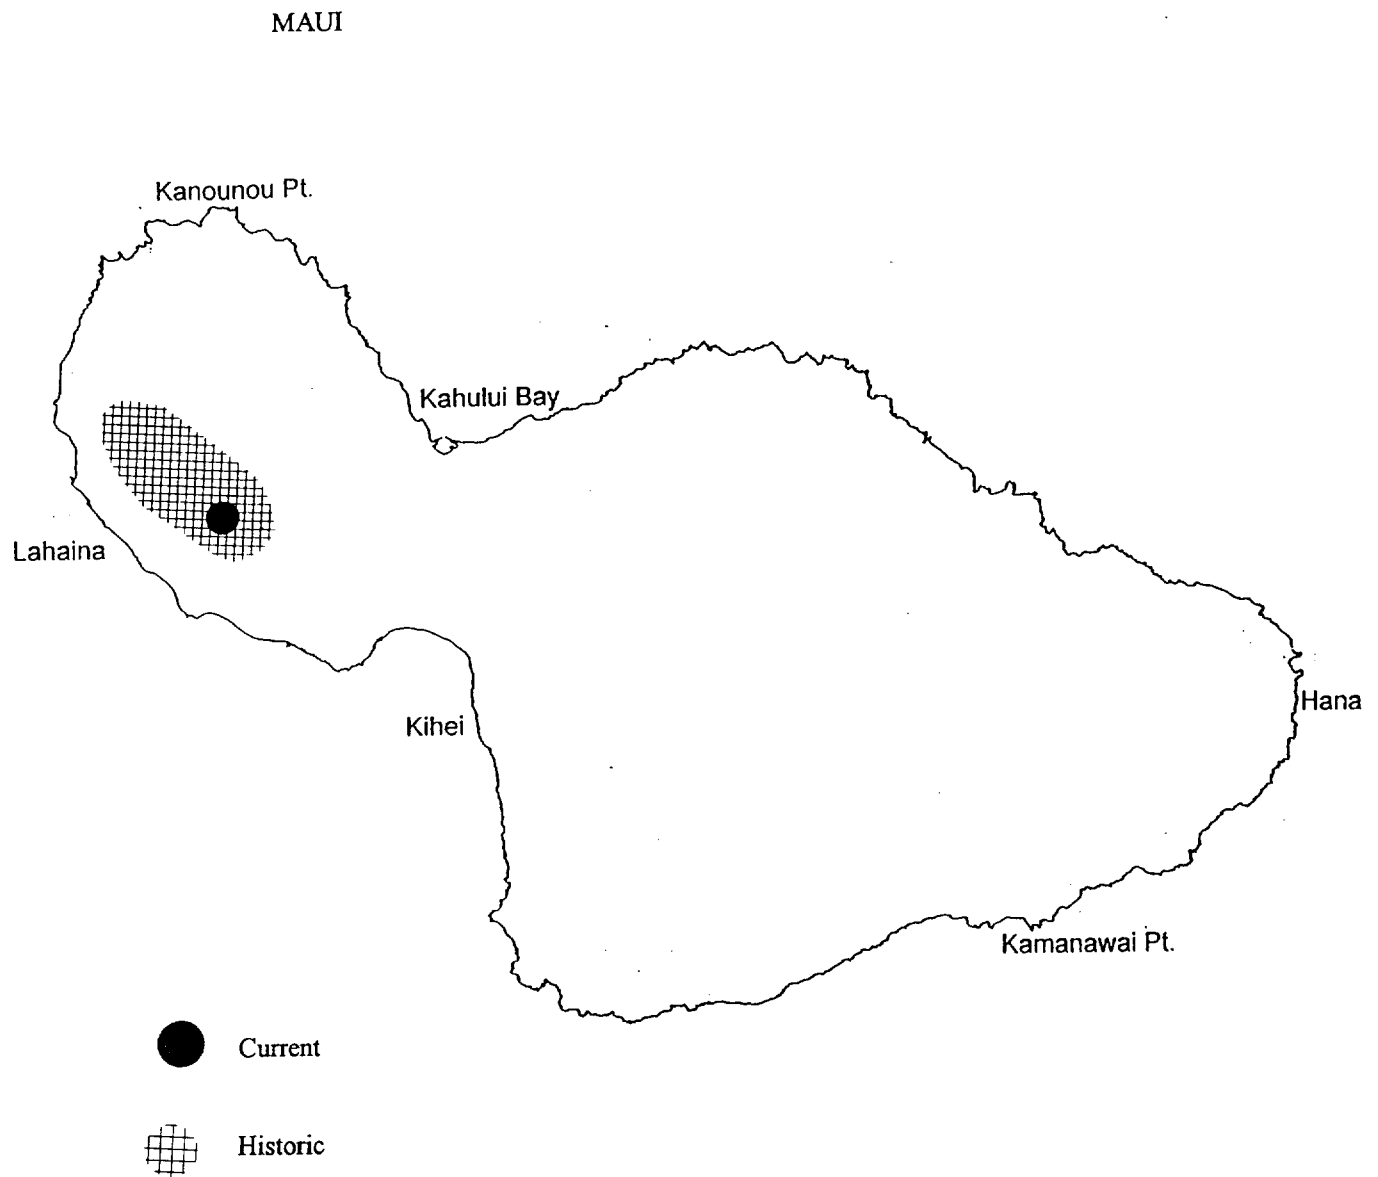 MAUI
Kanounou Pt.
Kahului Bay
Lahaina
Hana
Kihei
Kamanawai Pt.
Current
Historic